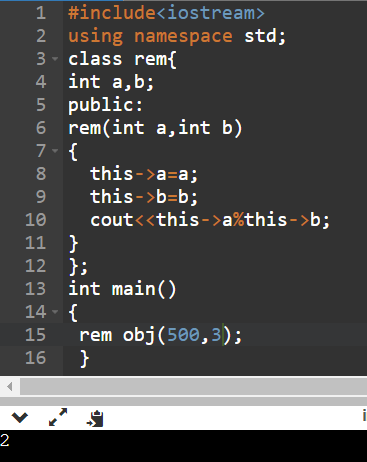 1 #include<iostream>
2 using namespace std;
3 class rem{
4 int a,b;
5 public:
6 rem(int a,int b)
7 {
8 this->a=a;
9 this->b=b;
10 cout<<this->a%this->b;
11 }
12 };
13 int main()
14 {
15 rem obj(500,3);
16 }
i
2